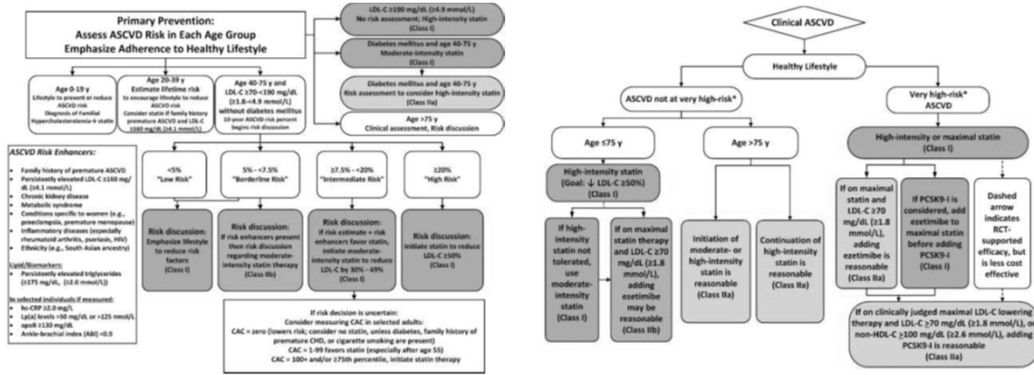 Primary Prevention:
Assess ASCVD Risk in Each Age Group
Emphasize Adherence to Healthy Lifestyle
LDL-C ≥190 mg/dL (≥4.9 mmol/L)
No risk assessment; High-intensity statin
(Class I)
Diabetes mellitus and age 40-75 y
Moderate-intensity statin
(Class I)
Diabetes mellitus and age 40-75 y
Risk assessment to consider high-intensity statin
(Class IIa)
Age >75 y
Clinical assessment, Risk discussion
Age 0-19 y
Lifestyle to prevent or reduce
ASCVD risk
Diagnosis of Familial
Hypercholesterolemia→ statin
Age 20-39 y
Estimate lifetime risk
to encourage lifestyle to reduce
ASCVD risk
Consider statin if family history
premature ASCVD and LDL-C
≥160 mg/dL (≥4.1 mmol/L)
Age 40-75 y and
LDL-C ≥70-<190 mg/dL
(≥1.8-<4.9 mmol/L)
without diabetes mellitus
10-year ASCVD risk percent
begins risk discussion
ASCVD Risk Enhancers:
• Family history of premature ASCVD
• Persistently elevated LDL-C ≥160 mg/
dL (≥4.1 mmol/L)
• Chronic kidney disease
• Metabolic syndrome
• Conditions specific to women (e.g.,
preeclampsia, premature menopause)
• Inflammatory diseases (especially
rheumatoid arthritis, psoriasis, HIV)
• Ethnicity (e.g., South Asian ancestry)
Lipid/Biomarkers:
• Persistently elevated triglycerides
(≥175 mg/dL, (≥2.0 mmol/L))
In selected individuals if measured:
• hs-CRP ≥2.0 mg/L
• Lp(a) levels >50 mg/dL or >125 nmol/L
• apoB ≥130 mg/dL
• Ankle-brachial index (ABI) <0.9
<5%
"Low Risk"
5% - <7.5%
"Borderline Risk"
≥7.5% - <20%
"Intermediate Risk"
≥20%
"High Risk"
Risk discussion:
Emphasize lifestyle
to reduce risk
factors
(Class I)
Risk discussion:
If risk enhancers present
then risk discussion
regarding moderate-
intensity statin therapy
(Class IIb)
Risk discussion:
If risk estimate + risk
enhancers favor statin,
initiate moderate-
intensity statin to reduce
LDL-C by 30% - 49%
(Class I)
Risk discussion:
Initiate statin to reduce
LDL-C ≥50%
(Class I)
If risk decision is uncertain:
Consider measuring CAC in selected adults:
CAC = zero (lowers risk; consider no statin, unless diabetes, family history of
premature CHD, or cigarette smoking are present)
CAC = 1-99 favors statin (especially after age 55)
CAC = 100+ and/or ≥75th percentile, initiate statin therapy
Clinical ASCVD
Healthy Lifestyle
ASCVD not at very high-risk*
Very high-risk*
ASCVD
Age ≤75 y
Age >75 y
High-intensity statin
(Goal: ↓ LDL-C ≥50%)
(Class I)
High-intensity or maximal statin
(Class I)
If high-
intensity statin
not tolerated,
use
moderate-
intensity statin
(Class I)
If on maximal statin
therapy and LDL-C ≥70
mg/dL (≥1.8
mmol/L),
adding
ezetimibe may be
reasonable
(Class IIb)
Initiation of
moderate- or high-
intensity statin is
reasonable
(Class IIa)
Continuation of
high-intensity
statin is
reasonable
(Class IIa)
If on maximal
statin and
LDL-C ≥70
mg/dL (≥1.8
mmol/L),
adding
ezetimibe is
reasonable
(Class IIa)
If PCSK9-I is
considered, add
ezetimibe to
maximal statin
before adding
PCSK9-I
(Class I)
Dashed
arrow
indicates
RCT-
supported
efficacy, but
is less cost
effective
If on clinically judged maximal LDL-C lowering
therapy and LDL-C ≥70 mg/dL (≥1.8 mmol/L), or
non-HDL-C ≥100 mg/dL (≥2.6 mmol/L), adding
PCSK9-I is reasonable
(Class IIa)